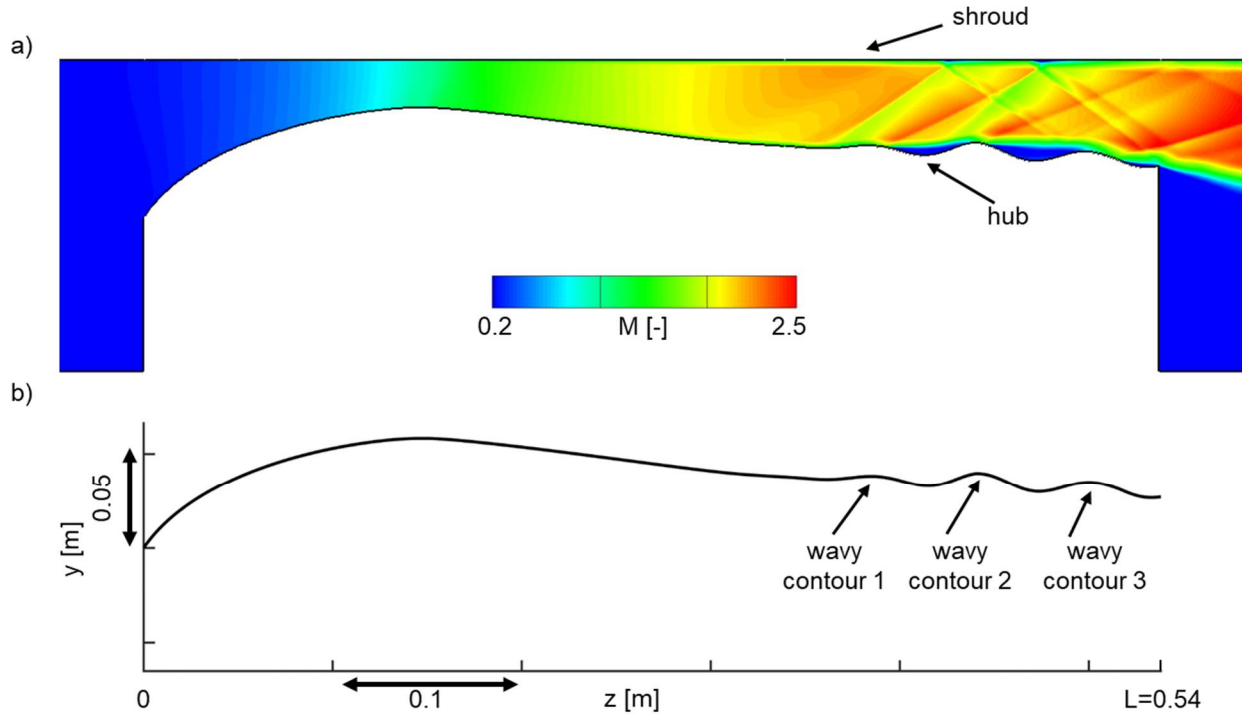 a)
shroud
hub
0.2 M [-] 2.5
b)
0.05
y [m]
wavy
contour 1
wavy
contour 2
wavy
contour 3
0 0.1 z [m] L=0.54